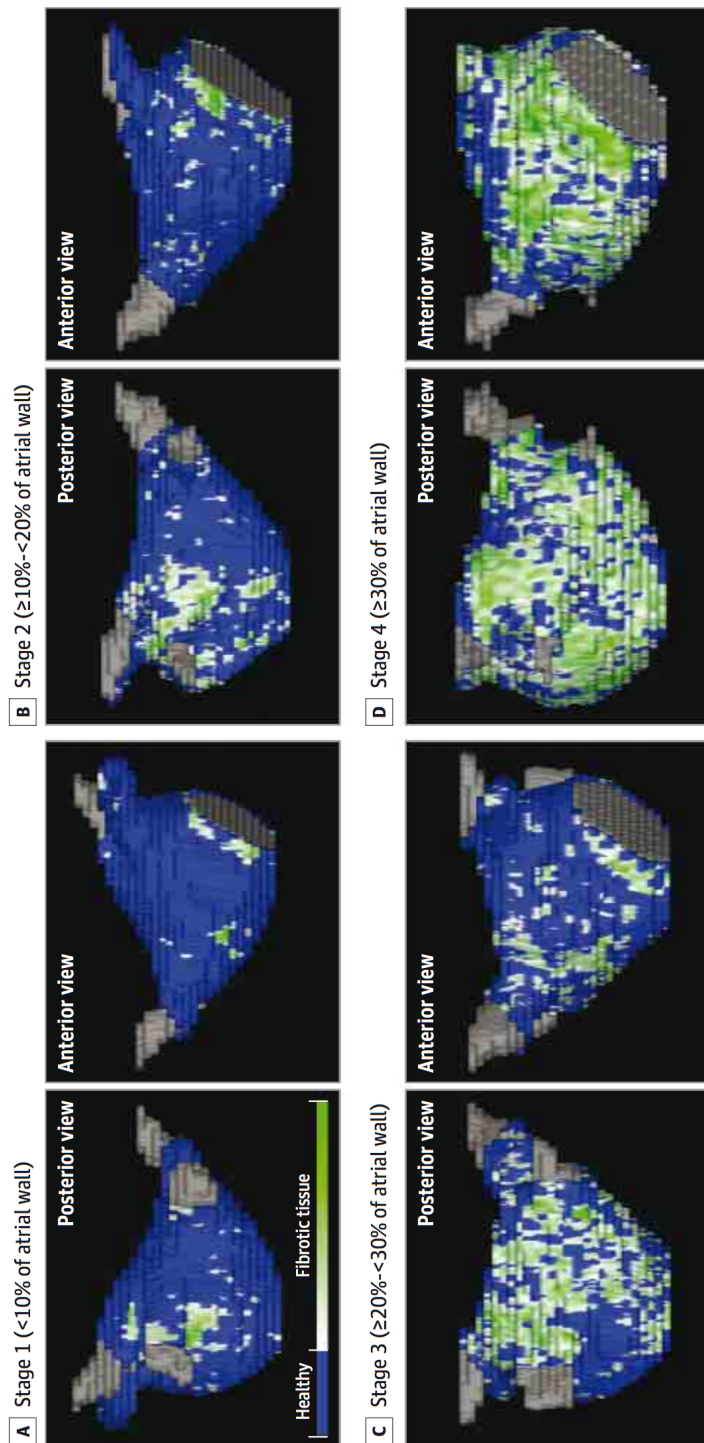 A Stage 1 (<10% of atrial wall)
Posterior view
Healthy
Fibrotic tissue
Anterior view
B Stage 2 (≥10%-<20% of atrial wall)
Posterior view
Anterior view
C Stage 3 (≥20%-<30% of atrial wall)
Posterior view
Anterior view
D Stage 4 (≥30% of atrial wall)
Posterior view
Anterior view